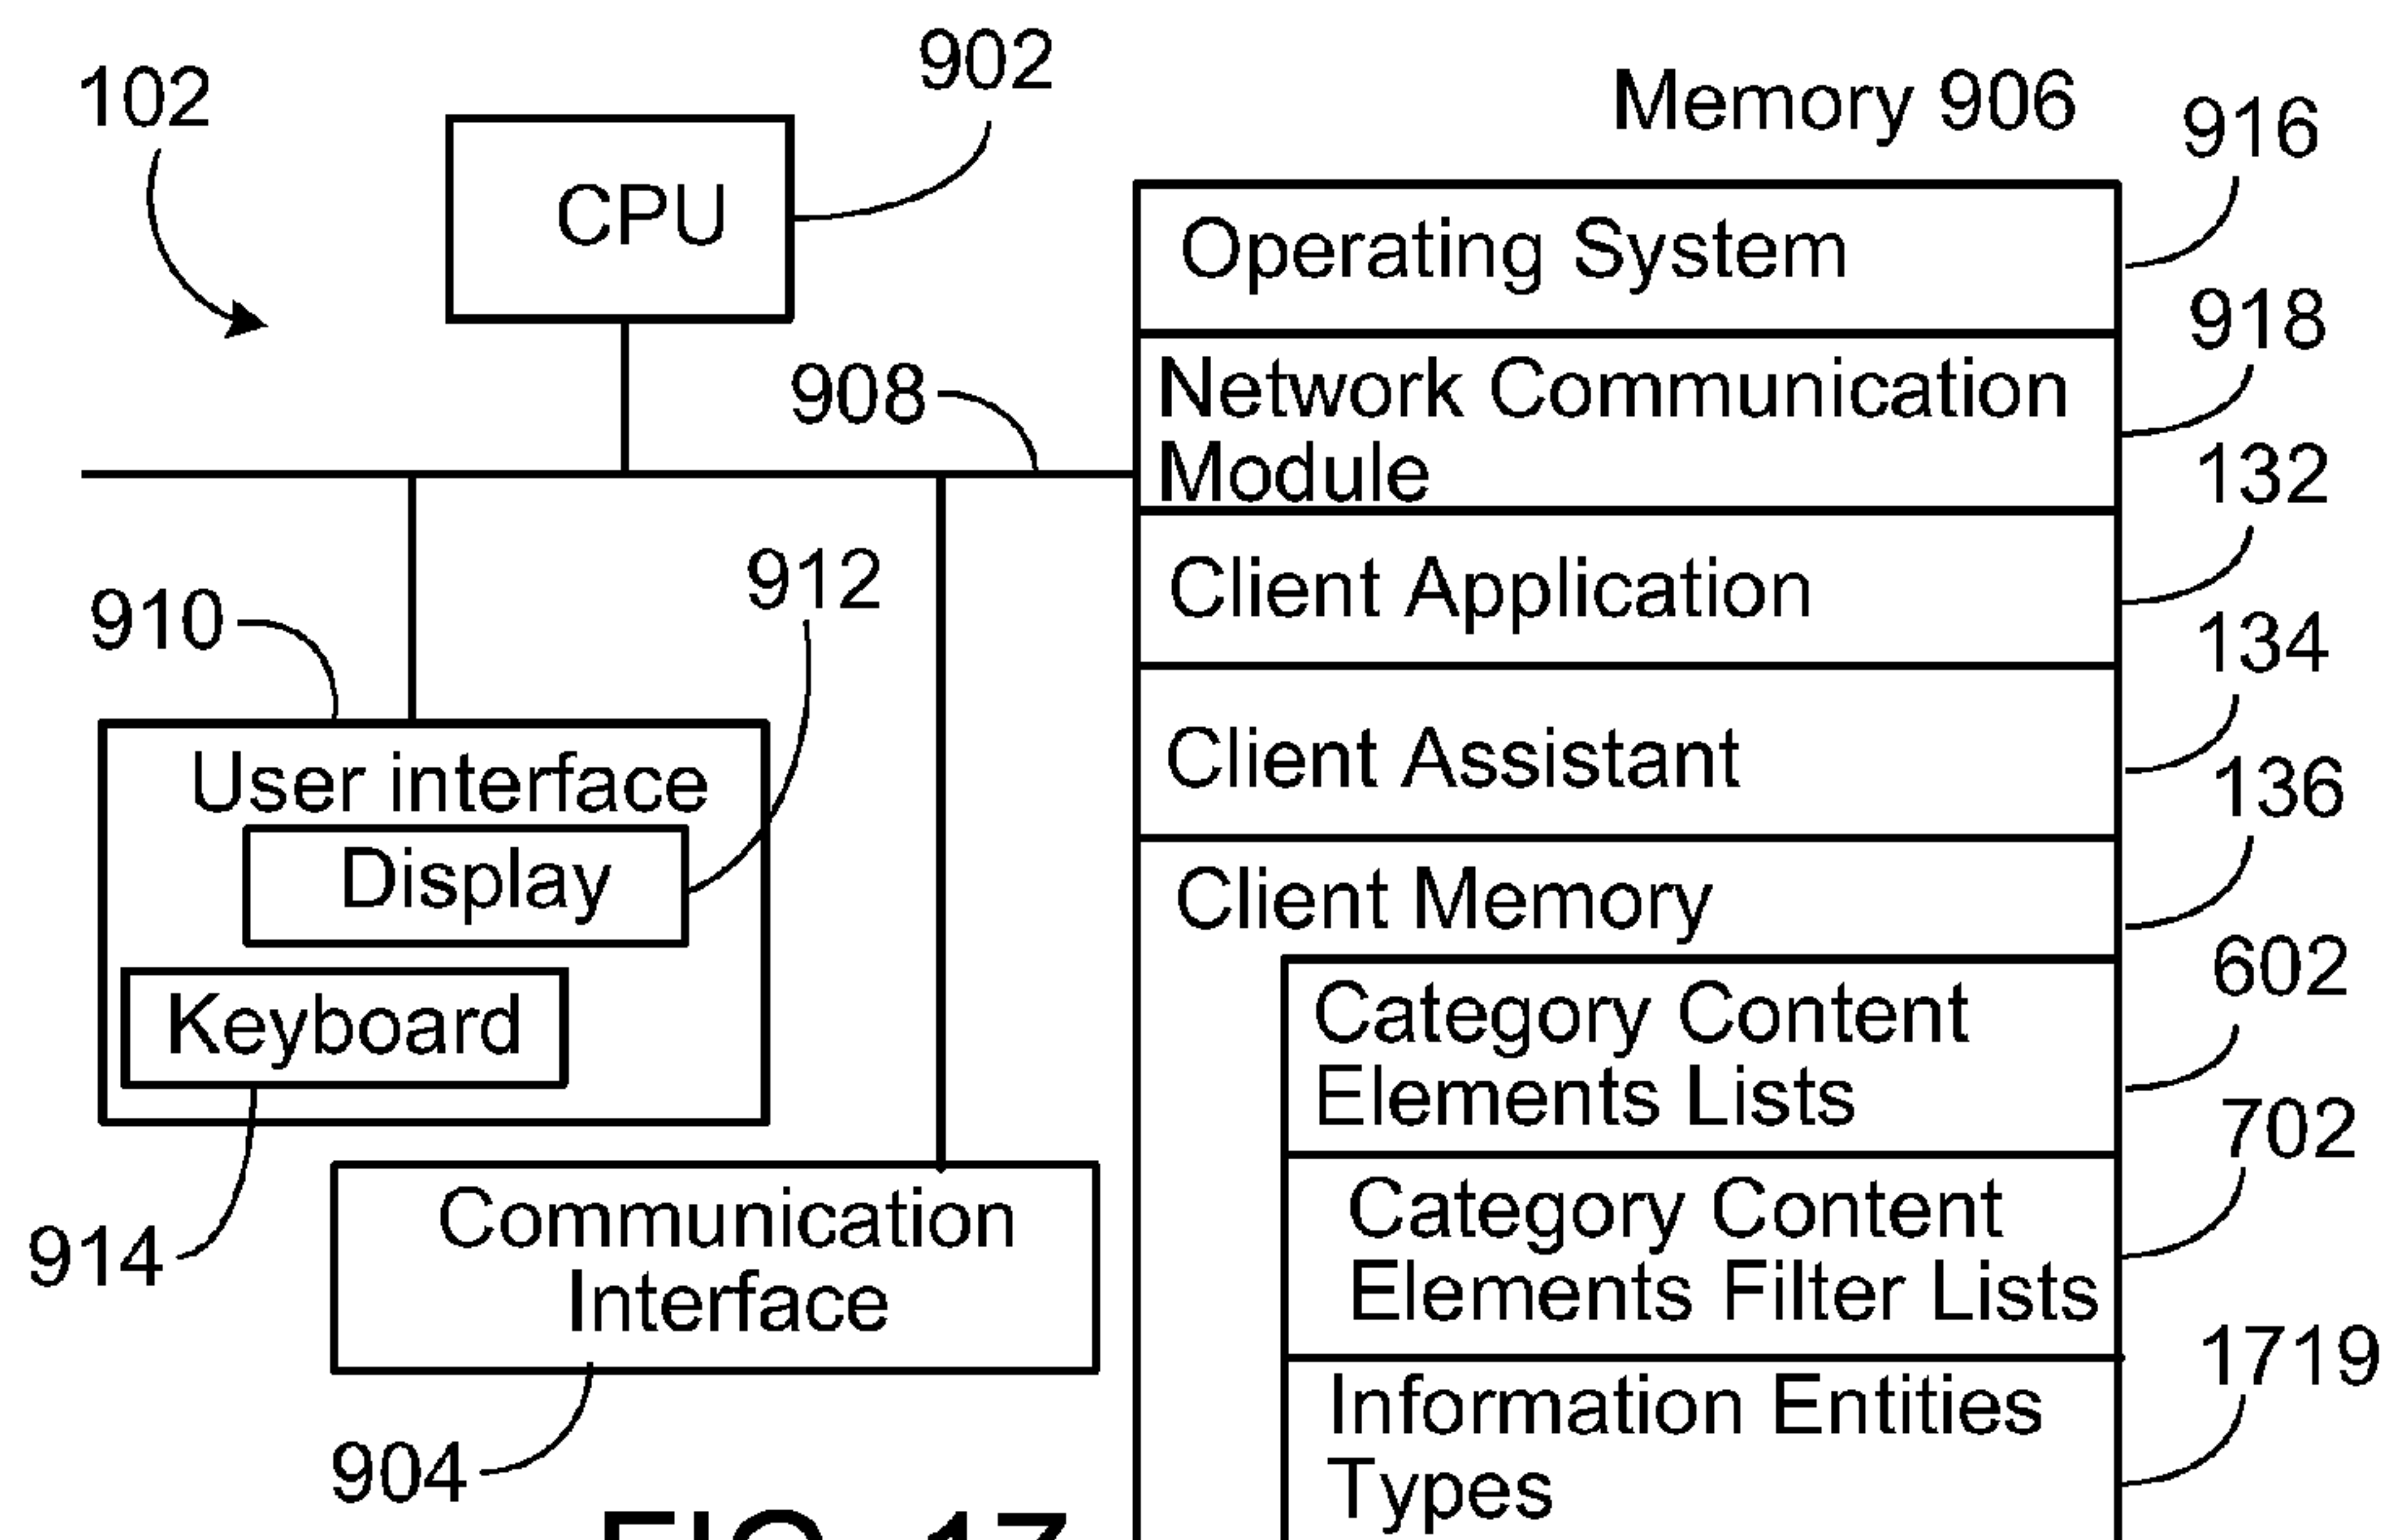 102
902
CPU
908
910
912
User interface
Display
Keyboard
914
Communication
Interface
904
FIG. 17
Memory 906
Operating System
916
Network Communication
Module
918
Client Application
132
Client Assistant
134
Client Memory
136
Category Content
Elements Lists
602
Category Content
Elements Filter Lists
702
Information Entities
Types
1719